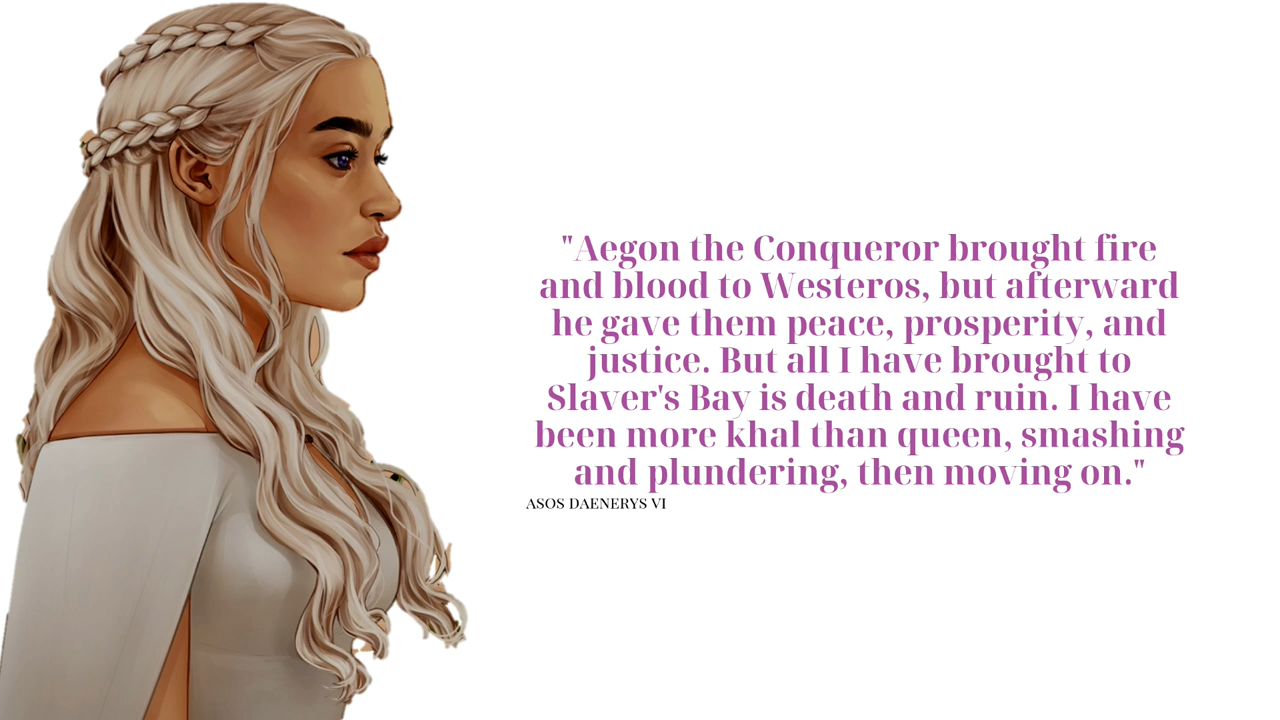 "Aegon the Conqueror brought fire
and blood to Westeros, but afterward
he gave them peace, prosperity, and
justice. But all I have brought to
Slaver's Bay is death and ruin. I have
been more khal than queen, smashing
and plundering, then moving on."
ASOS DAENERYS VI